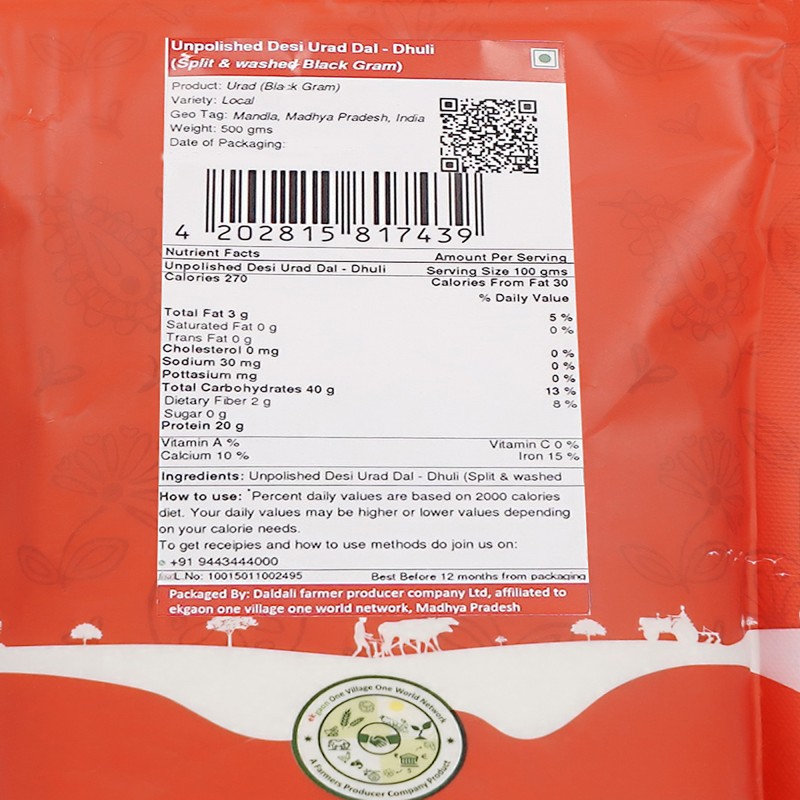 Unpolished Desi Urad Dal - Dhuli
(Split & washed Black Gram)
Product: Urad (Black Gram)
Variety: Local
Geo Tag: Mandla, Madhya Pradesh, India
Weight: 500 gms
Date of Packaging:
4 202815 817439
Nutrient Facts Amount Per Serving
Unpolished Desi Urad Dal - Dhuli Serving Size 100 gms
Calories 270 Calories From Fat 30
% Daily Value
Total Fat 3 g 5 %
Saturated Fat 0 g 0 %
Trans Fat 0 g
Cholesterol 0 mg 0 %
Sodium 30 mg 0 %
Pottasium mg 0 %
Total Carbohydrates 40 g 13 %
Dietary Fiber 2 g 8 %
Sugar 0 g
Protein 20 g
Vitamin A % Vitamin C 0 %
Calcium 10 % Iron 15 %
Ingredients: Unpolished Desi Urad Dal - Dhuli (Split & washed
How to use: *Percent daily values are based on 2000 calories
diet. Your daily values may be higher or lower values depending
on your calorie needs.
To get receipies and how to use methods do join us on:
+91 9443444000
L.No: 10015011002495 Best Before 12 months from packaging
Packaged By: Daldali farmer producer company Ltd, affiliated to
ekgaon one village one world network, Madhya Pradesh
ekgaon One Village One World Network
A Farmers Producer Company Product